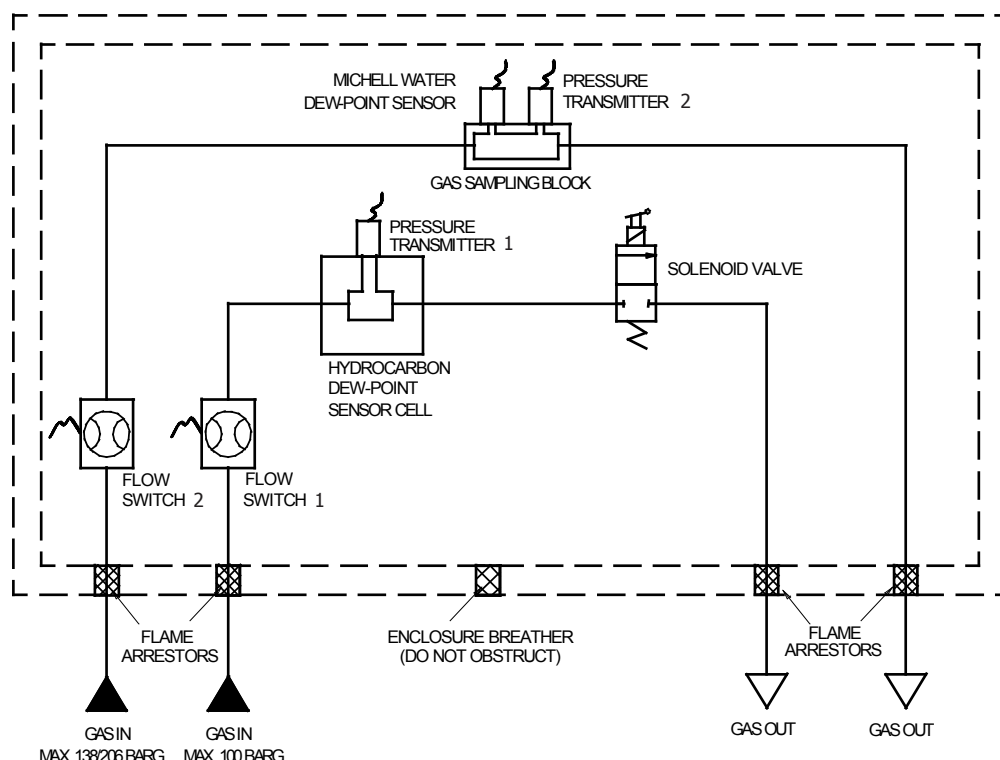 MICHELL WATER
DEW-POINT SENSOR
PRESSURE
TRANSMITTER 2
GAS SAMPLING BLOCK
PRESSURE
TRANSMITTER 1
SOLENOID VALVE
HYDROCARBON
DEW-POINT
SENSOR CELL
FLOW
SWITCH 2
FLOW
SWITCH 1
FLAME
ARRESTORS
ENCLOSURE BREATHER
(DO NOT OBSTRUCT)
FLAME
ARRESTORS
GAS IN
MAX. 138/206 BARG
GAS IN
MAX. 100 BARG
GAS OUT
GAS OUT